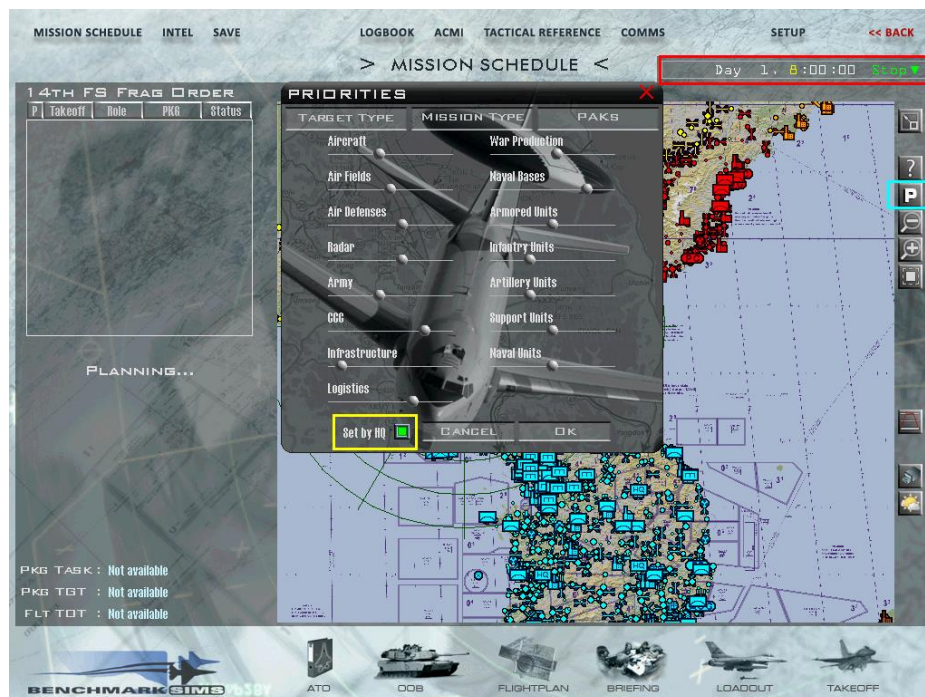 MISSION SCHEDULE INTEL SAVE LOGBOOK ACMI TACTICAL REFERENCE COMMS SETUP << BACK
> MISSION SCHEDULE <
Day 1. 8:00:00 Stop
14TH FS FRAG ORDER
P Takeoff Role PKG Status
PLANNING...
PKG TASK : Not available
PKG TGT : Not available
FLT TOT : Not available
PRIORITIES
TARGET TYPE MISSION TYPE PAKS
Aircraft War Production
Air Fields Naval Bases
Air Defenses Armored Units
Radar Infantry Units
Army Artillery Units
CCC Support Units
Infrastructure Naval Units
Logistics
Set by HQ CANCEL OK
?
P
HQ
HQ
HQ
BENCHMARK SIMS
ATO OOB FLIGHTPLAN BRIEFING LOADOUT TAKEOFF